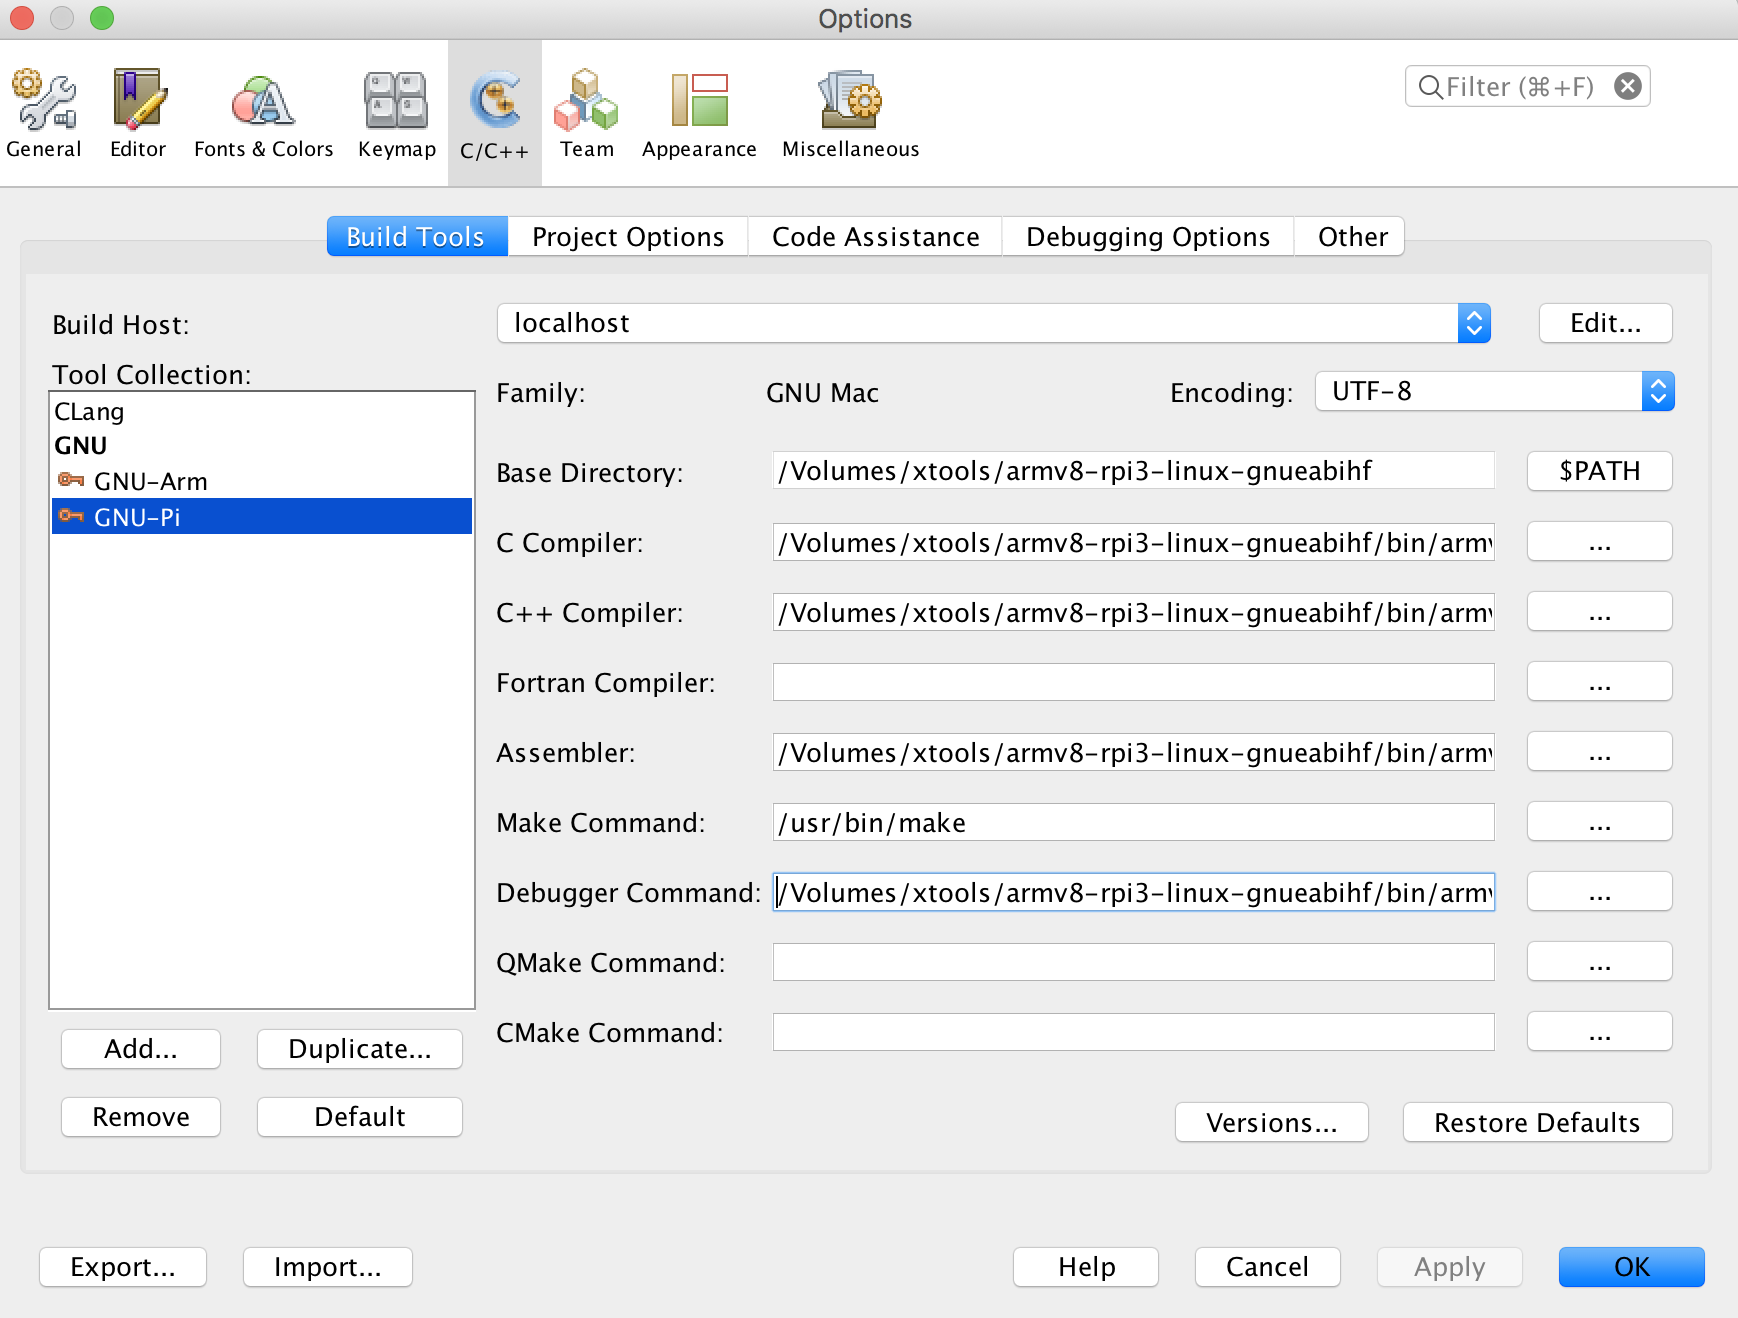 Options
General
Editor
Fonts & Colors
Keymap
C/C++
Team
Appearance
Miscellaneous
Filter (⌘+F)
Build Tools
Project Options
Code Assistance
Debugging Options
Other
Build Host:
localhost
Edit...
Tool Collection:
CLang
GNU
GNU-Arm
GNU-Pi
Family:
GNU Mac
Encoding:
UTF-8
Base Directory:
/Volumes/xtools/armv8-rpi3-linux-gnueabihf
$PATH
C Compiler:
/Volumes/xtools/armv8-rpi3-linux-gnueabihf/bin/armv
...
C++ Compiler:
/Volumes/xtools/armv8-rpi3-linux-gnueabihf/bin/armv
...
Fortran Compiler:
...
Assembler:
/Volumes/xtools/armv8-rpi3-linux-gnueabihf/bin/armv
...
Make Command:
/usr/bin/make
...
Debugger Command:
/Volumes/xtools/armv8-rpi3-linux-gnueabihf/bin/armv
...
QMake Command:
...
CMake Command:
...
Add...
Duplicate...
Remove
Default
Versions...
Restore Defaults
Export...
Import...
Help
Cancel
Apply
OK